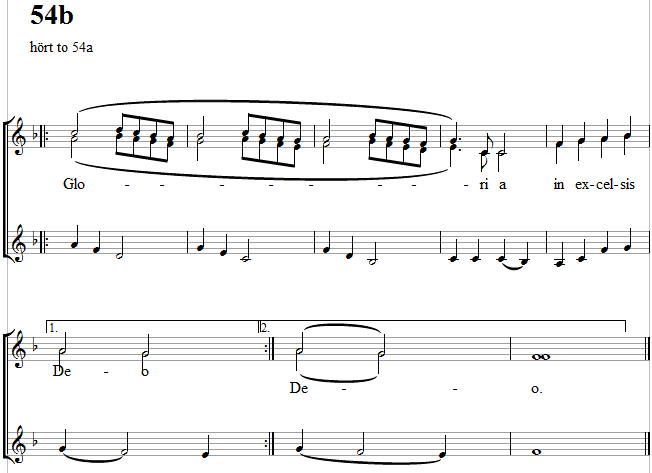 54b
hört to 54a
Glo - - - - - - - - ri a in ex-cel-sis
1. 2.
De - o
De - - o.